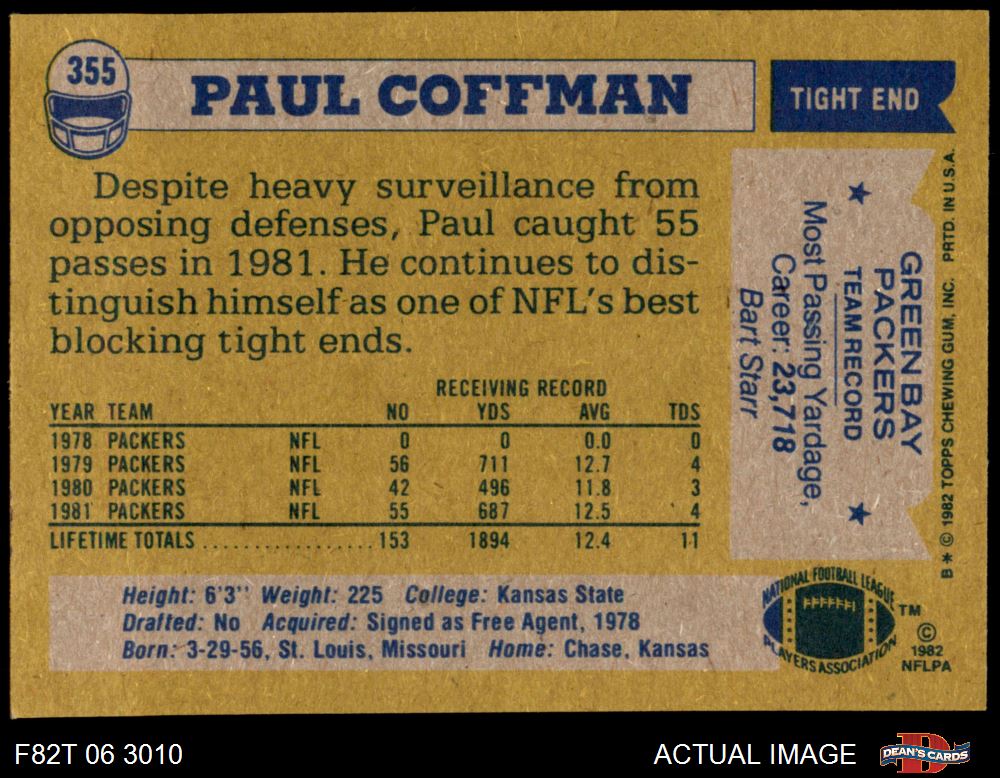 355
PAUL COFFMAN
TIGHT END
Despite heavy surveillance from
opposing defenses, Paul caught 55
passes in 1981. He continues to dis-
tinguish himself as one of NFL's best
blocking tight ends.
RECEIVING RECORD
YEAR TEAM NO YDS AVG TDS
1978 PACKERS NFL 0 0 0.0 0
1979 PACKERS NFL 56 711 12.7 4
1980 PACKERS NFL 42 496 11.8 3
1981 PACKERS NFL 55 687 12.5 4
LIFETIME TOTALS .................. 153 1894 12.4 11
Height: 6'3" Weight: 225 College: Kansas State
Drafted: No Acquired: Signed as Free Agent, 1978
Born: 3-29-56, St. Louis, Missouri Home: Chase, Kansas
GREEN BAY
PACKERS
TEAM RECORD
Most Passing Yardage,
Career: 23,718
Bart Starr
B * © 1982 TOPPS CHEWING GUM, INC. PRTD. IN U.S.A.
NATIONAL FOOTBALL LEAGUE
PLAYERS ASSOCIATION
TM
©
1982
NFLPA
F82T 06 3010
ACTUAL IMAGE
D
DEAN'S CARDS